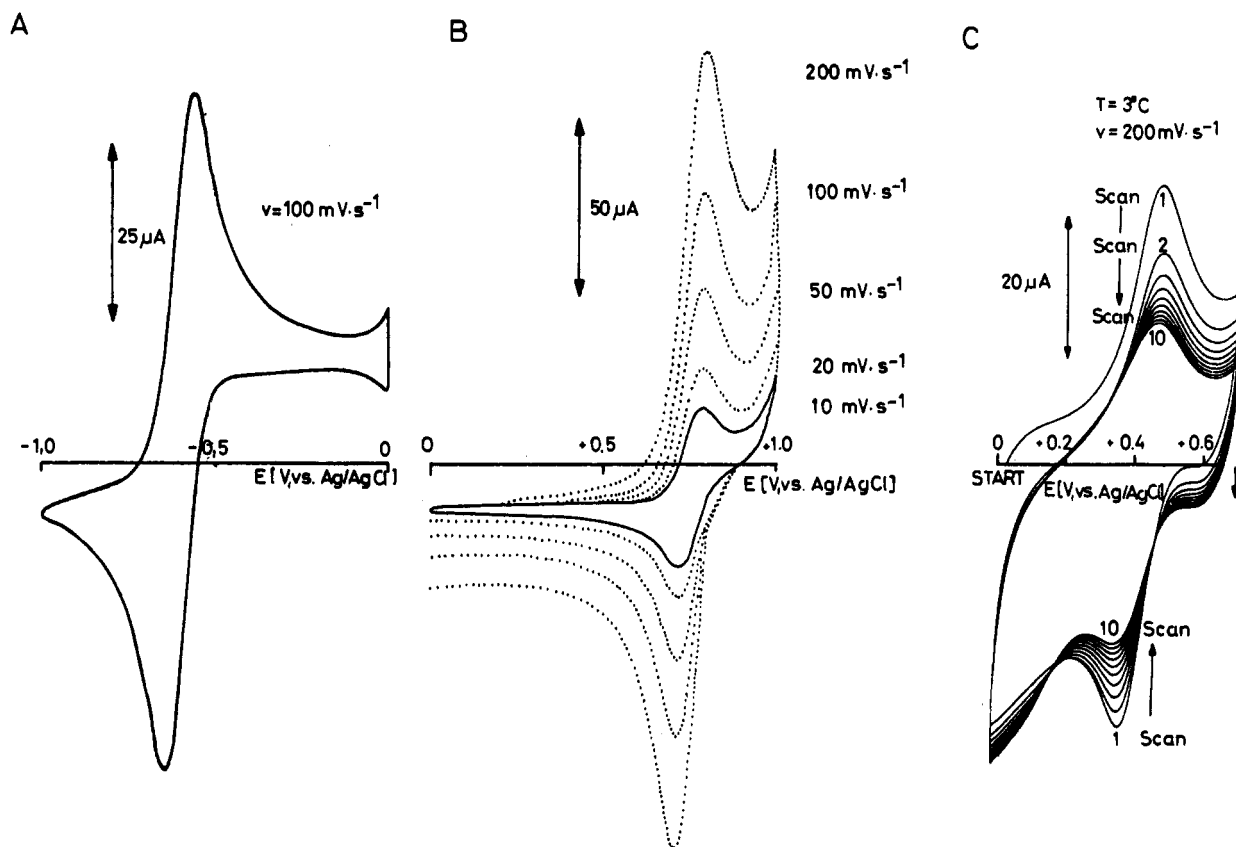 A
25 μA
v=100 mV·s⁻¹
-1,0
-0,5
0
E [V,vs. Ag/AgCl]
B
50 μA
200 mV·s⁻¹
100 mV·s⁻¹
50 mV·s⁻¹
20 mV·s⁻¹
10 mV·s⁻¹
0
+0.5
+1.0
E [V,vs. Ag/AgCl]
C
T = 3°C
v = 200 mV·s⁻¹
20 μA
Scan 1
Scan 2
Scan 10
0
+0.2
+0.4
+0.6
START
E[V,vs. Ag/AgCl]
10 Scan
1 Scan